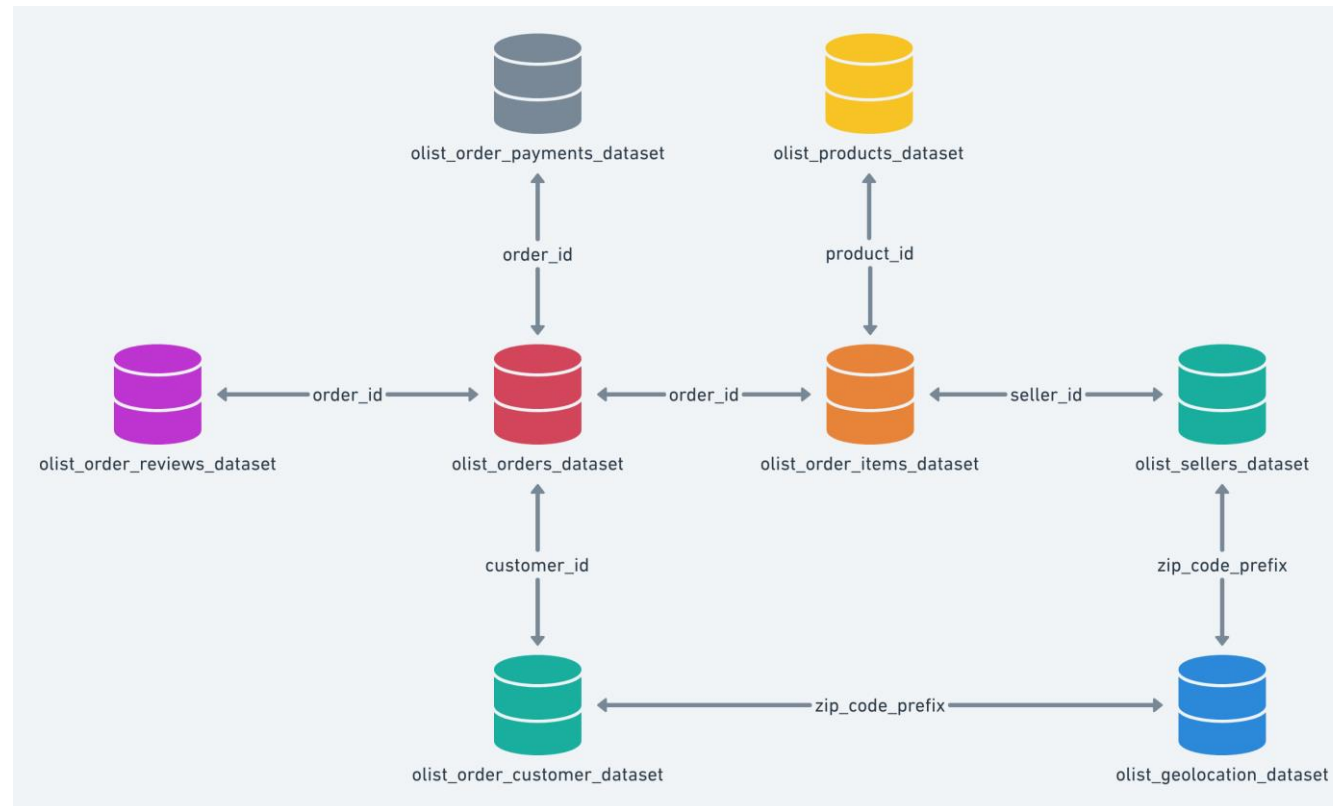 olist_order_payments_dataset
olist_products_dataset
order_id
product_id
order_id
order_id
seller_id
olist_order_reviews_dataset
olist_orders_dataset
olist_order_items_dataset
olist_sellers_dataset
customer_id
zip_code_prefix
zip_code_prefix
olist_order_customer_dataset
olist_geolocation_dataset